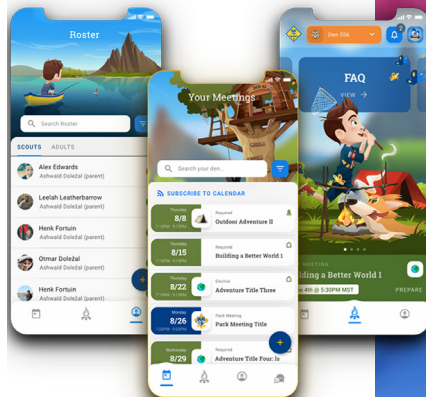 Roster
Search Roster
SCOUTS ADULTS
Alex Edwards
Ashwald Doležal (parent)
Leelah Leatherbarrow
Ashwald Doležal (parent)
Henk Fortuin
Ashwald Doležal (parent)
Otmar Doležal
Ashwald Doležal (parent)
Henk Fortuin
Ashwald Doležal (parent)
Your Meetings
Search your den...
SUBSCRIBE TO CALENDAR
Thursday
8/8
Required
Outdoor Adventure II
Thursday
8/15
Required
Building a Better World I
Thursday
8/22
Elective
Adventure Title Three
Monday
8/26
Pack Meeting
Pack Meeting Title
Wednesday
8/29
Required
Adventure Title Four: Is
Den 55k
FAQ
VIEW →
MEETING
lding a Better World I
4th @ 5:30PM MST
PREPARE